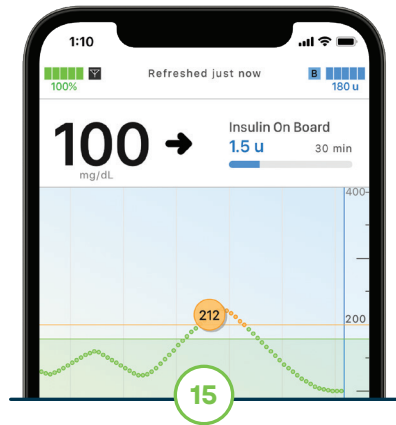 1:10
Refreshed just now
B
100%
180 u
100
mg/dL
Insulin On Board
1.5 u
30 min
400
212
200
15